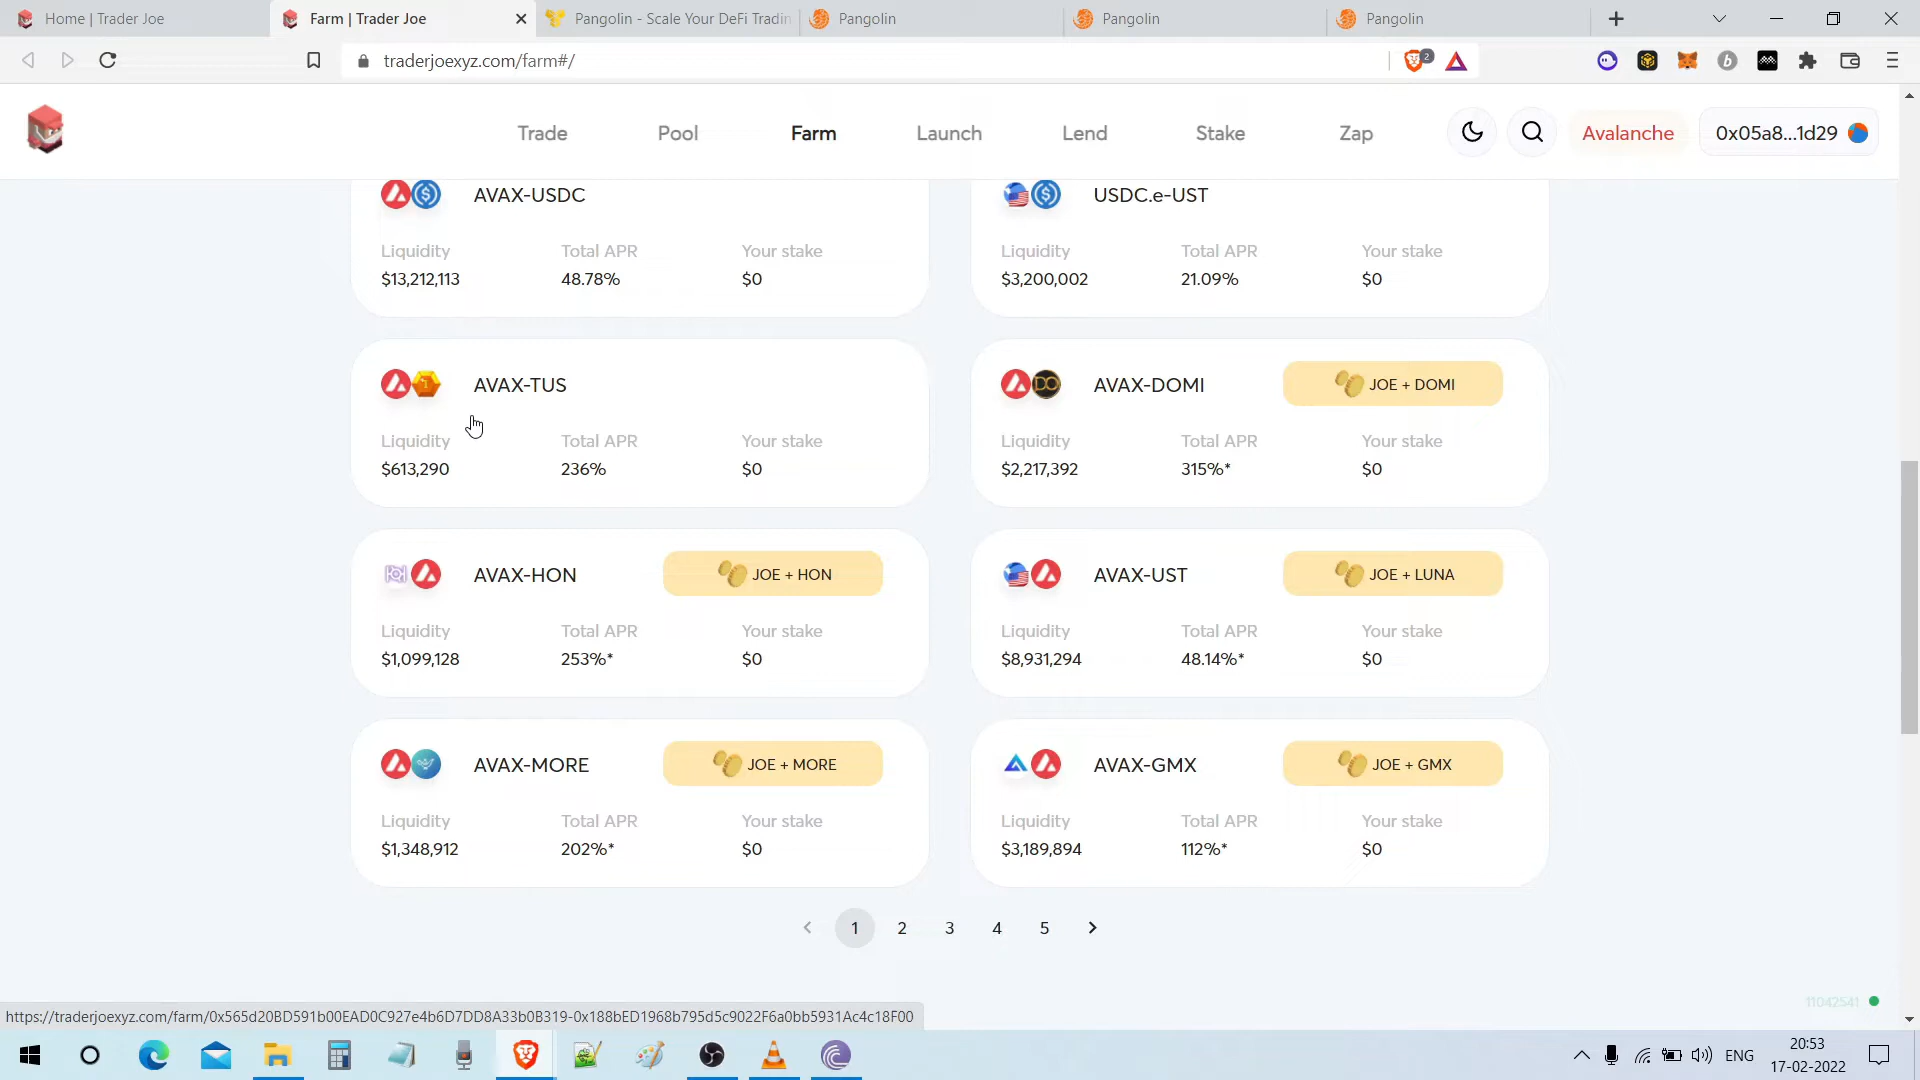 Home | Trader Joe
Farm | Trader Joe
Pangolin - Scale Your DeFi Tradin
Pangolin
Pangolin
Pangolin
traderjoexyz.com/farm#/
2
Trade
Pool
Farm
Launch
Lend
Stake
Zap
Avalanche
0x05a8...1d29
AVAX-USDC
Liquidity Total APR Your stake
$13,212,113 48.78% $0
USDC.e-UST
Liquidity Total APR Your stake
$3,200,002 21.09% $0
AVAX-TUS
Liquidity Total APR Your stake
$613,290 236% $0
AVAX-DOMI JOE + DOMI
Liquidity Total APR Your stake
$2,217,392 315%* $0
AVAX-HON JOE + HON
Liquidity Total APR Your stake
$1,099,128 253%* $0
AVAX-UST JOE + LUNA
Liquidity Total APR Your stake
$8,931,294 48.14%* $0
AVAX-MORE JOE + MORE
Liquidity Total APR Your stake
$1,348,912 202%* $0
AVAX-GMX JOE + GMX
Liquidity Total APR Your stake
$3,189,894 112%* $0
1 2 3 4 5
11042541
https://traderjoexyz.com/farm/0x565d20BD591b00EAD0C927e4b6D7DD8A33b0B319-0x188bED1968b795d5c9022F6a0bb5931Ac4c18F00
ENG
20:53
17-02-2022